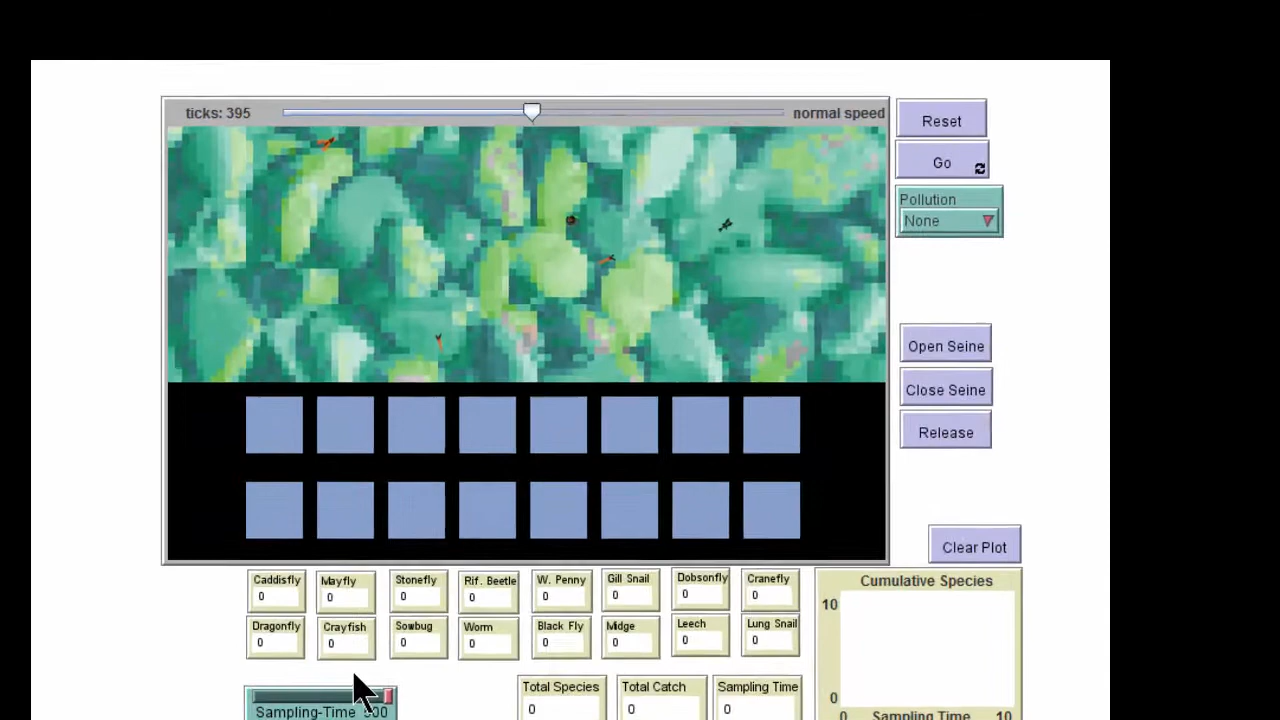 ticks: 395
normal speed
Reset
Go
Pollution
None
Open Seine
Close Seine
Release
Clear Plot
Caddisfly
0
Mayfly
0
Stonefly
0
Rif. Beetle
0
W. Penny
0
Gill Snail
0
Dobsonfly
0
Cranefly
0
Dragonfly
0
Crayfish
0
Sowbug
0
Worm
0
Black Fly
0
Midge
0
Leech
0
Lung Snail
0
Cumulative Species
10
0
0
Sampling Time
10
Sampling-Time
Total Species
0
Total Catch
0
Sampling Time
0